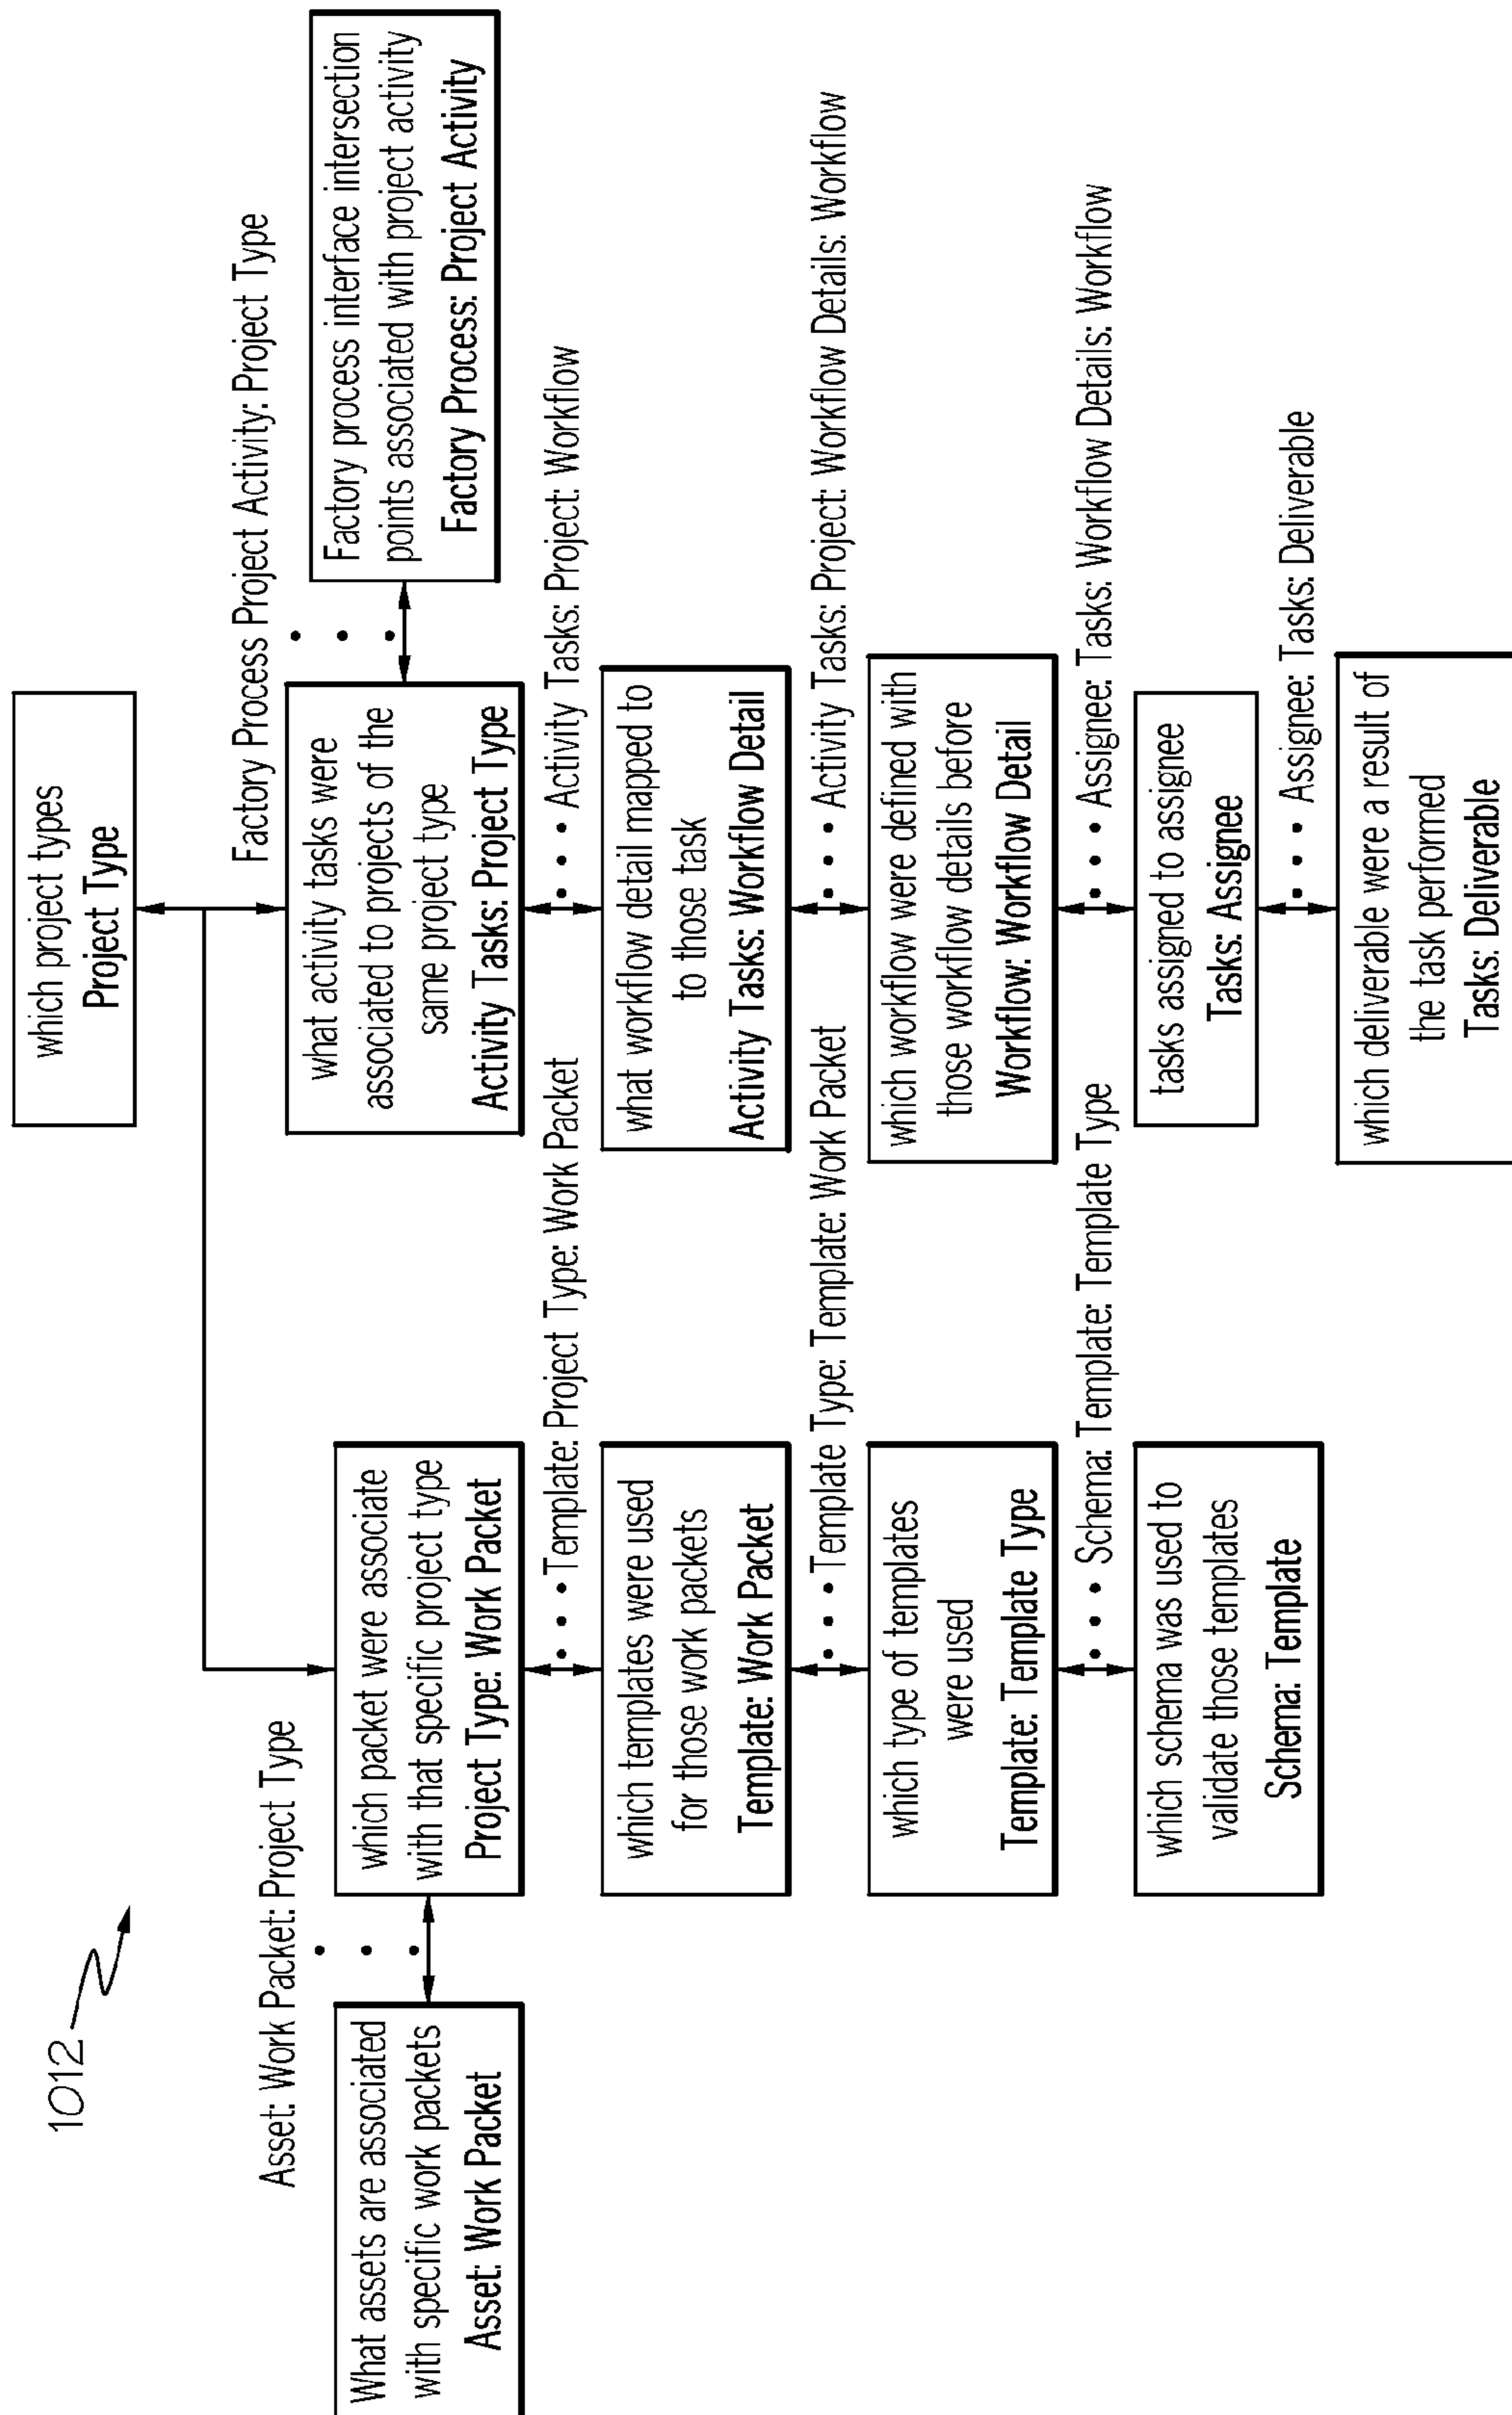 1012
which project types
Project Type
Asset: Work Packet: Project Type
Factory Process Project Activity: Project Type
What assets are associated
with specific work packets
Asset: Work Packet
which packet were associate
with that specific project type
Project Type: Work Packet
what activity tasks were
associated to projects of the
same project type
Activity Tasks: Project Type
Factory process interface intersection
points associated with project activity
Factory Process: Project Activity
Template: Project Type: Work Packet
Activity Tasks: Project: Workflow
which templates were used
for those work packets
Template: Work Packet
what workflow detail mapped to
to those task
Activity Tasks: Workflow Detail
Template Type: Template: Work Packet
Activity Tasks: Project: Workflow Details: Workflow
which type of templates
were used
Template: Template Type
which workflow were defined with
those workflow details before
Workflow: Workflow Detail
Schema: Template: Template Type
Assignee: Tasks: Workflow Details: Workflow
which schema was used to
validate those templates
Schema: Template
tasks assigned to assignee
Tasks: Assignee
Assignee: Tasks: Deliverable
which deliverable were a result of
the task performed
Tasks: Deliverable